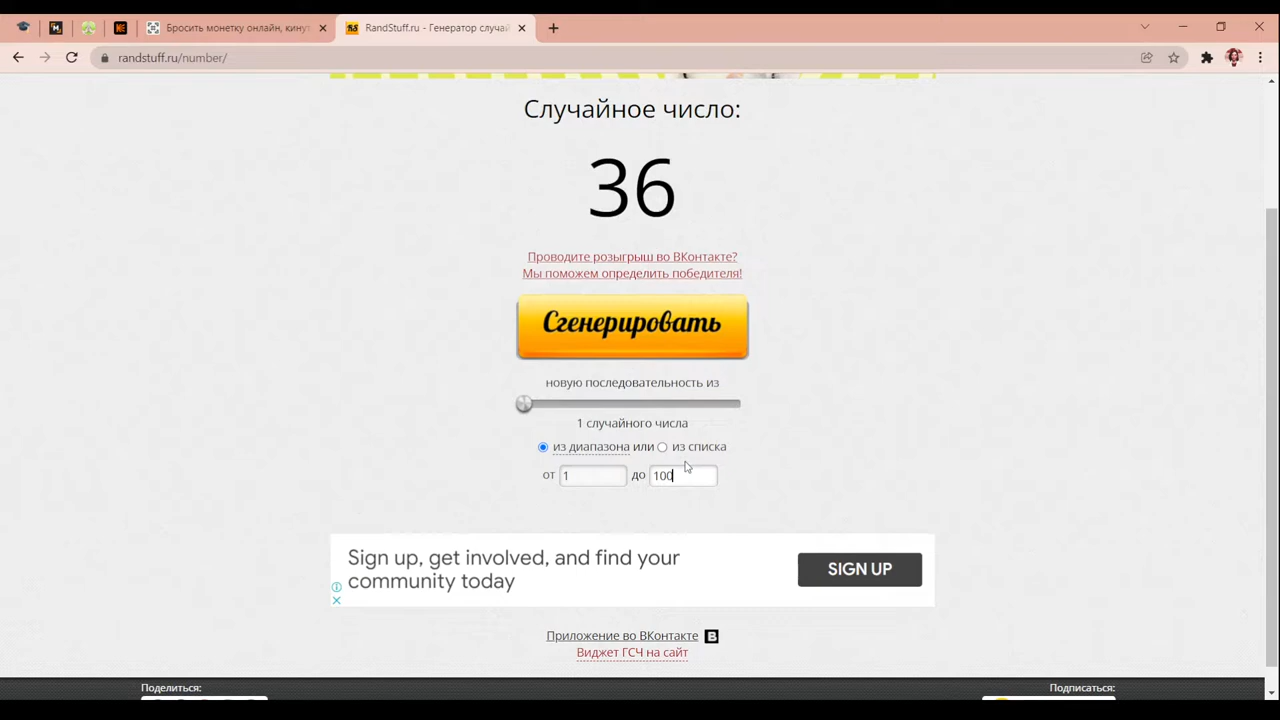 Бросить монетку онлайн, кинут
RandStuff.ru - Генератор случай
randstuff.ru/number/
Случайное число:
36
Проводите розыгрыш во ВКонтакте?
Мы поможем определить победителя!
Сгенерировать
новую последовательность из
1 случайного числа
из диапазона или из списка
от 1 до 100
Sign up, get involved, and find your
community today
SIGN UP
Приложение во ВКонтакте B
Виджет ГСЧ на сайт
Поделиться: Подписаться: